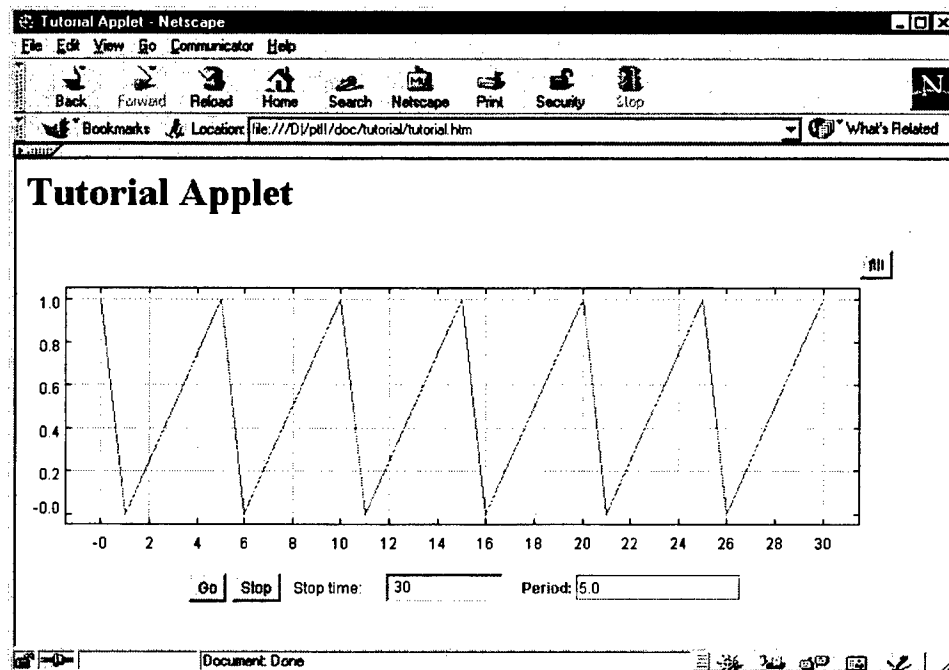 Tutorial Applet - Netscape
File Edit View Go Communicator Help
Back Forward Reload Home Search Netscape Print Security Stop
Bookmarks Location: file:///D|/ptII/doc/tutorial/tutorial.htm What's Related
Tutorial Applet
fill
1.0
0.8
0.6
0.4
0.2
-0.0
-0 2 4 6 8 10 12 14 16 18 20 22 24 26 28 30
Go Stop Stop time: 30 Period: 5.0
Document: Done